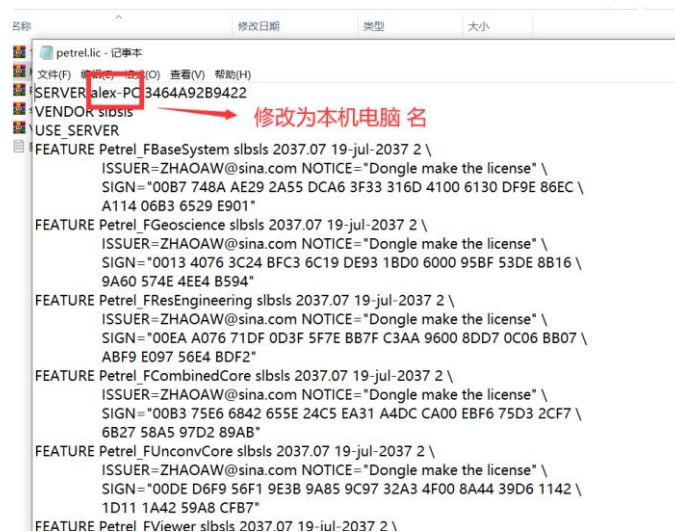 名称 修改日期 类型 大小
petrel.lic - 记事本
文件(F) 编辑(E) 格式(O) 查看(V) 帮助(H)
SERVER alex-PC 3464A92B9422
修改为本机电脑 名
VENDOR slbsls
USE_SERVER
FEATURE Petrel_FBaseSystem slbsls 2037.07 19-jul-2037 2 \
ISSUER=ZHAOAW@sina.com NOTICE="Dongle make the license" \
SIGN="00B7 748A AE29 2A55 DCA6 3F33 316D 4100 6130 DF9E 86EC \
A114 06B3 6529 E901"
FEATURE Petrel_FGeoscience slbsls 2037.07 19-jul-2037 2 \
ISSUER=ZHAOAW@sina.com NOTICE="Dongle make the license" \
SIGN="0013 4076 3C24 BFC3 6C19 DE93 1BD0 6000 95BF 53DE 8B16 \
9A60 574E 4EE4 B594"
FEATURE Petrel_FResEngineering slbsls 2037.07 19-jul-2037 2 \
ISSUER=ZHAOAW@sina.com NOTICE="Dongle make the license" \
SIGN="00EA A076 71DF 0D3F 5F7E BB7F C3AA 9600 8DD7 0C06 BB07 \
ABF9 E097 56E4 BDF2"
FEATURE Petrel_FCombinedCore slbsls 2037.07 19-jul-2037 2 \
ISSUER=ZHAOAW@sina.com NOTICE="Dongle make the license" \
SIGN="00B3 75E6 6842 655E 24C5 EA31 A4DC CA00 EBF6 75D3 2CF7 \
6B27 58A5 97D2 89AB"
FEATURE Petrel_FUnconvCore slbsls 2037.07 19-jul-2037 2 \
ISSUER=ZHAOAW@sina.com NOTICE="Dongle make the license" \
SIGN="00DE D6F9 56F1 9E3B 9A85 9C97 32A3 4F00 8A44 39D6 1142 \
1D11 1A42 59A8 CFB7"
FEATURE Petrel_FViewer slbsls 2037.07 19-jul-2037 2 \